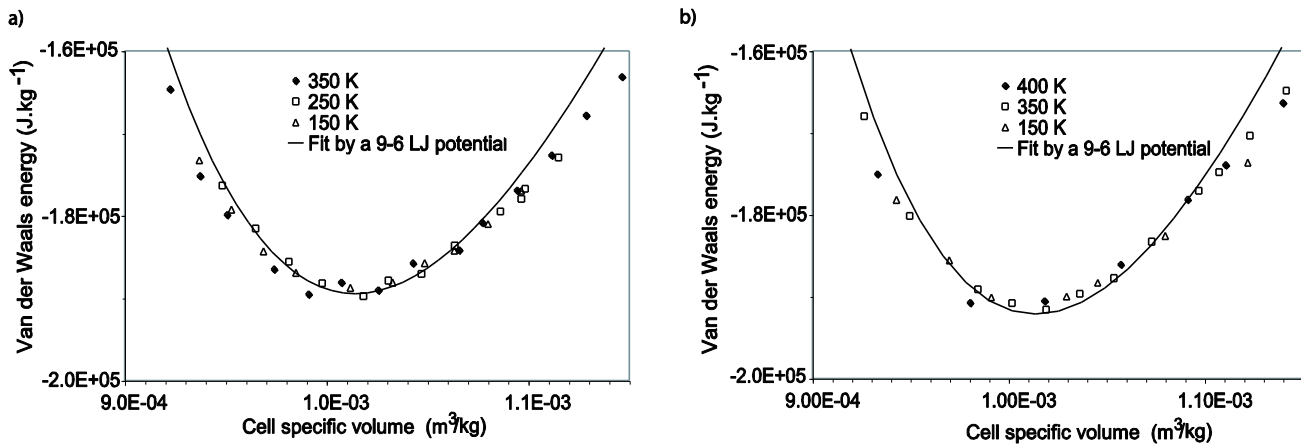 a)
-1.6E+05
-1.8E+05
-2.0E+05
Van der Waals energy (J.kg-1)
350 K
250 K
150 K
Fit by a 9-6 LJ potential
9.0E-04
1.0E-03
1.1E-03
Cell specific volume (m3/kg)
b)
-1.6E+05
-1.8E+05
-2.0E+05
Van der Waals energy (J.kg-1)
400 K
350 K
150 K
Fit by a 9-6 LJ potential
9.00E-04
1.00E-03
1.10E-03
Cell specific volume (m3/kg)